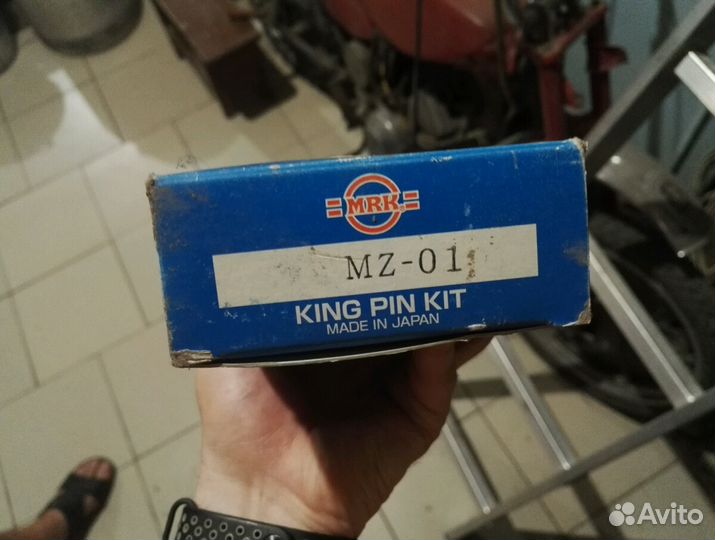 MRK
MZ-01
KING PIN KIT
MADE IN JAPAN
Avito